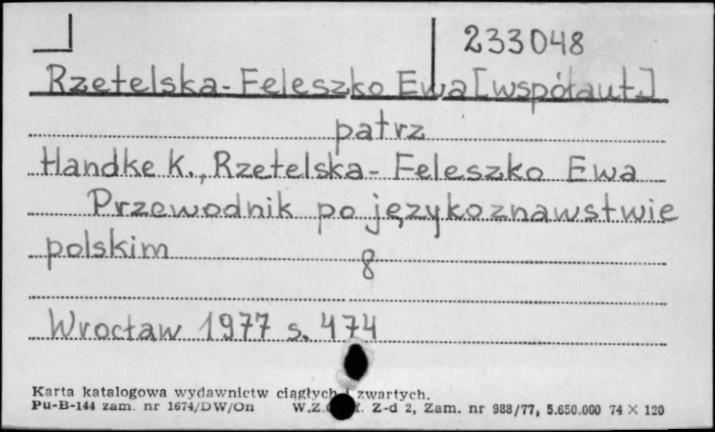 233048
Rzetelska-Feleszko Ewa [współaut.]
patrz
Handke K., Rzetelska-Feleszko Ewa
Przewodnik po językoznawstwie
polskim 8
Wrocław 1977 s. 474
Karta katalogowa wydawnictw ciągłych i zwartych.
Pu-B-144 zam. nr 1674/DW/On Z-d 2, Zam. nr 988/77, 5.650.000 74 × 120